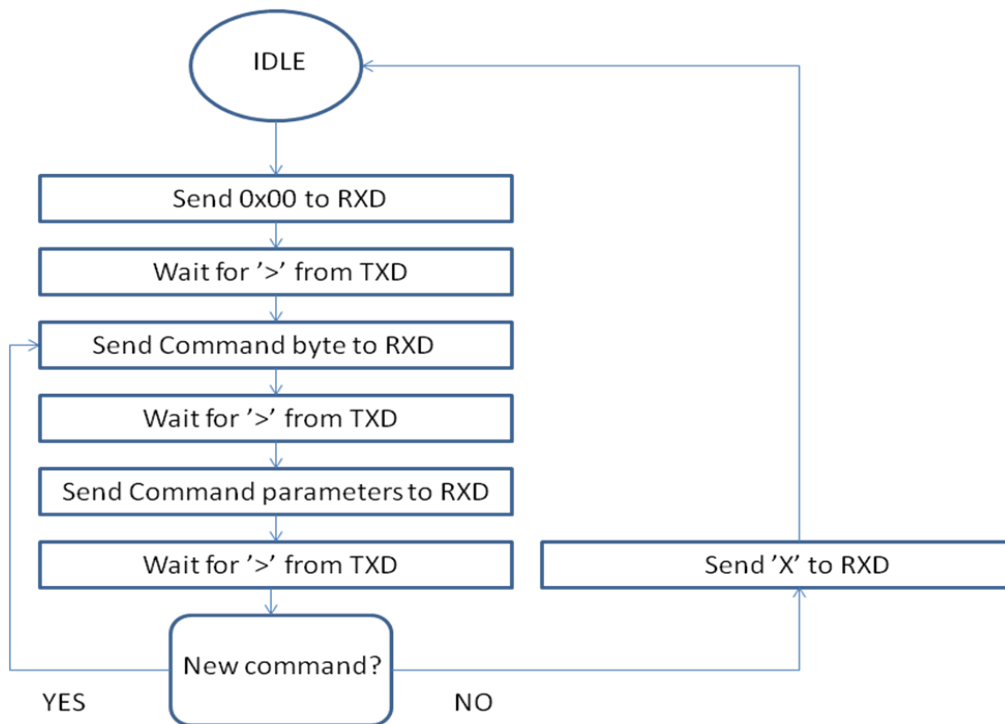 IDLE
Send 0x00 to RXD
Wait for ’>’ from TXD
Send Command byte to RXD
Wait for ’>’ from TXD
Send Command parameters to RXD
Wait for ’>’ from TXD
Send ’X’ to RXD
New command?
YES
NO